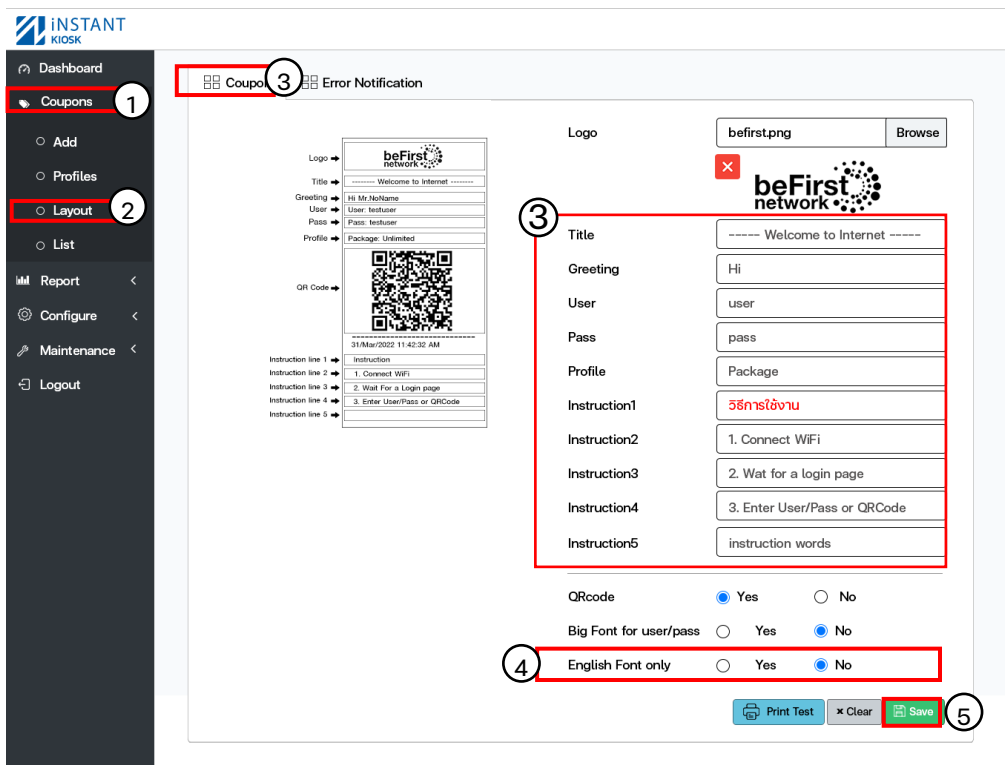 iNSTANT
KIOSK
Dashboard
Coupons
1
Add
Profiles
Layout
2
List
Report
Configure
Maintenance
Logout
3
Error Notification
Logo
befirst.png
Browse
beFirst
network
3
Title
----- Welcome to Internet -----
Greeting
Hi
User
user
Pass
pass
Profile
Package
Instruction1
วิธีการใช้งาน
Instruction2
1. Connect WiFi
Instruction3
2. Wat for a login page
Instruction4
3. Enter User/Pass or QRCode
Instruction5
instruction words
QRcode
Yes
No
Big Font for user/pass
Yes
No
4
English Font only
Yes
No
Print Test
× Clear
Save
5
Logo
beFirst
network
Title
-------- Welcome to Internet --------
Greeting
Hi Mr.NoName
User
User: testuser
Pass
Pass: testuser
Profile
Package: Unlimited
QR Code
31/Mar/2022 11:42:32 AM
Instruction line 1
Instruction
Instruction line 2
1. Connect WiFi
Instruction line 3
2. Wait For a Login page
Instruction line 4
3. Enter User/Pass or QRCode
Instruction line 5